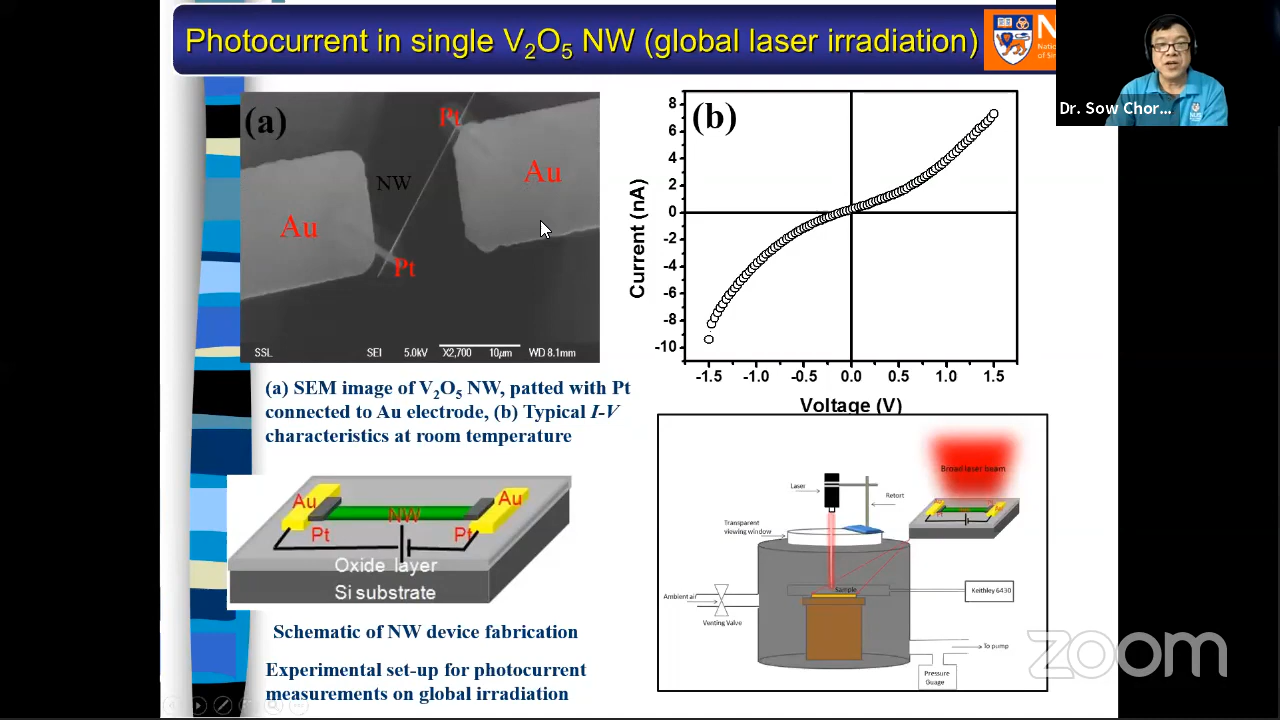 Photocurrent in single V₂O₅ NW (global laser irradiation)
Dr. Sow Chor...
(a)
Pt
NW
Au
Au
Pt
SSL SEI 5.0kV X2,700 10µm WD 8.1mm
(b)
8
6
4
2
0
-2
-4
-6
-8
-10
Current (nA)
-1.5 -1.0 -0.5 0.0 0.5 1.0 1.5
Voltage (V)
(a) SEM image of V₂O₅ NW, patted with Pt
connected to Au electrode, (b) Typical I-V
characteristics at room temperature
Au
Au
NW
Pt
Pt
Oxide layer
Si substrate
Schematic of NW device fabrication
Experimental set-up for photocurrent
measurements on global irradiation
Broad laser beam
Laser
Retort
Transparent
viewing window
Sample
Keithley 6430
Ambient air
Venting Valve
To pump
Pressure
Guage
zoom